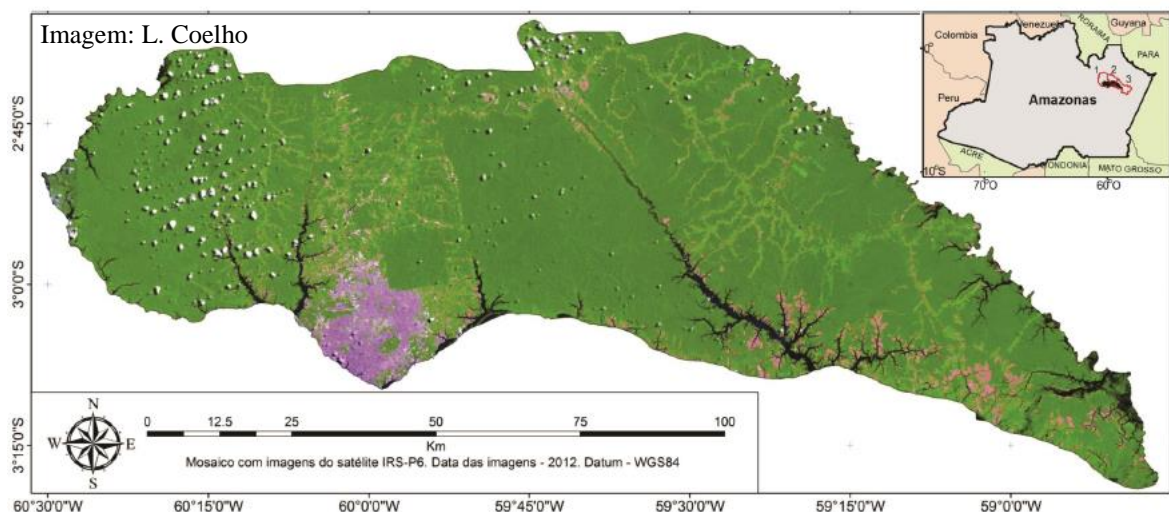 Imagem: L. Coelho
Colombia
Venezuela
RORAIMA
Guyana
PARA
1 2 3
Peru
Amazonas
ACRE
MATO GROSSO
10°S
70°W
60°W
2°45'0"S
3°0'0"S
3°15'0"S
N
W E
S
0 12.5 25 50 75 100
Km
Mosaico com imagens do satélite IRS-P6. Data das imagens - 2012. Datum - WGS84
60°30'0"W 60°15'0"W 60°0'0"W 59°45'0"W 59°30'0"W 59°15'0"W 59°0'0"W